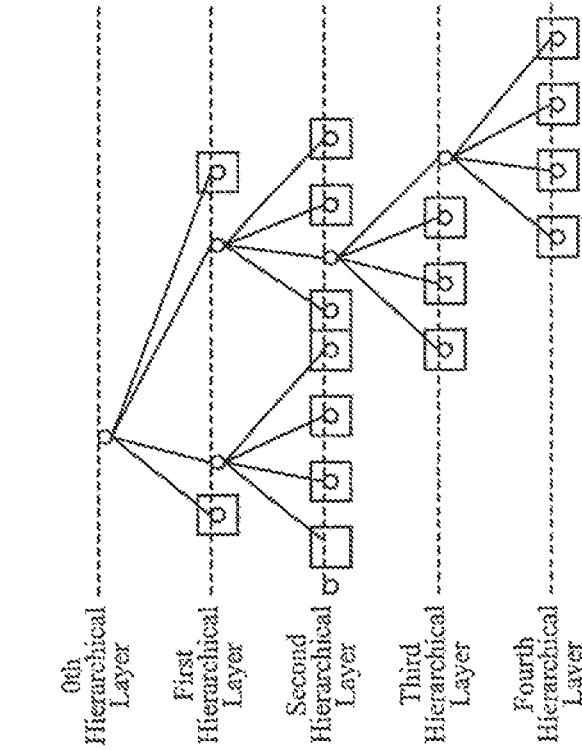 0th
Hierarchical
Layer
First
Hierarchical
Layer
Second
Hierarchical
Layer
Third
Hierarchical
Layer
Fourth
Hierarchical
Layer